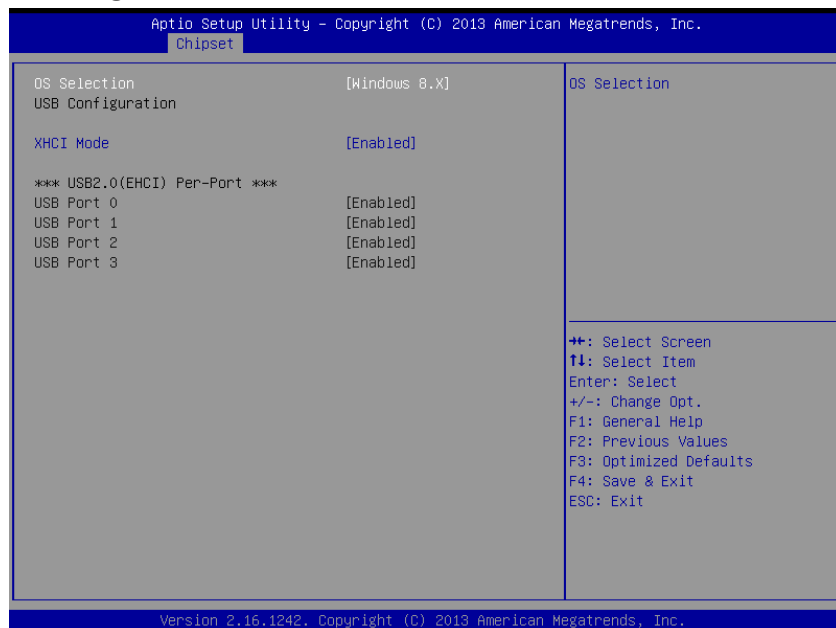 Aptio Setup Utility – Copyright (C) 2013 American Megatrends, Inc.
Chipset
OS Selection [Windows 8.X]
USB Configuration
XHCI Mode [Enabled]
*** USB2.0(EHCI) Per-Port ***
USB Port 0 [Enabled]
USB Port 1 [Enabled]
USB Port 2 [Enabled]
USB Port 3 [Enabled]
OS Selection
→←: Select Screen
↑↓: Select Item
Enter: Select
+/-: Change Opt.
F1: General Help
F2: Previous Values
F3: Optimized Defaults
F4: Save & Exit
ESC: Exit
Version 2.16.1242. Copyright (C) 2013 American Megatrends, Inc.